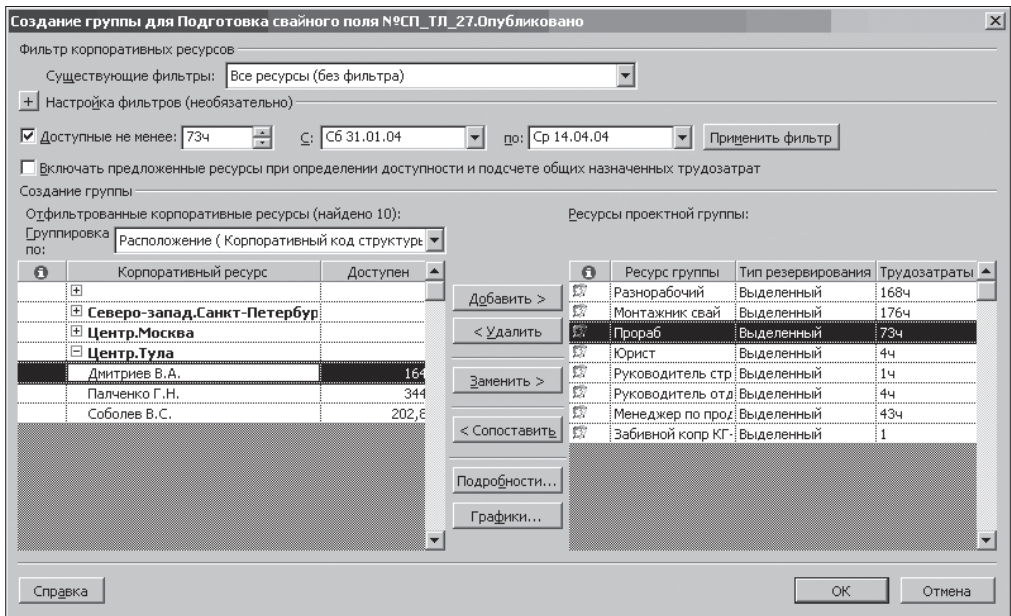 Создание группы для Подготовка свайного поля №СП_ТЛ_27.Опубликовано
Фильтр корпоративных ресурсов
Существующие фильтры: Все ресурсы (без фильтра)
+ Настройка фильтров (необязательно)
Доступные не менее: 73ч С: Сб 31.01.04 по: Ср 14.04.04 Применить фильтр
Включать предложенные ресурсы при определении доступности и подсчете общих назначенных трудозатрат
Создание группы
Отфильтрованные корпоративные ресурсы (найдено 10): Ресурсы проектной группы:
Группировка по: Расположение ( Корпоративный код структуры
Корпоративный ресурс Доступен
Северо-запад.Санкт-Петербур
Центр.Москва
Центр.Тула
Дмитриев В.А. 164
Палченко Г.Н. 344
Соболев В.С. 202,8
Добавить >
< Удалить
Заменить >
< Сопоставить
Подробности...
Графики...
Ресурс группы Тип резервирования Трудозатраты
Разнорабочий Выделенный 168ч
Монтажник свай Выделенный 176ч
Прораб Выделенный 73ч
Юрист Выделенный 4ч
Руководитель стр Выделенный 1ч
Руководитель отд Выделенный 4ч
Менеджер по прод Выделенный 43ч
Забивной копр КГ- Выделенный 1
Справка OK Отмена